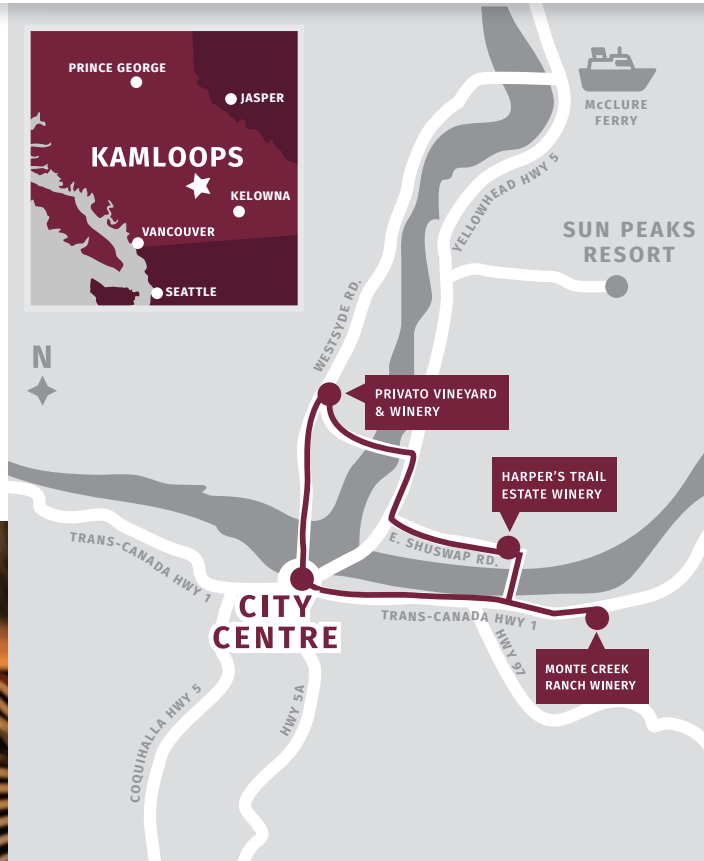 PRINCE GEORGE
JASPER
KAMLOOPS
KELOWNA
VANCOUVER
SEATTLE
McCLURE
FERRY
YELLOWHEAD HWY 5
SUN PEAKS
RESORT
WESTSYDE RD.
N
PRIVATO VINEYARD
& WINERY
HARPER'S TRAIL
ESTATE WINERY
E. SHUSWAP RD.
TRANS-CANADA HWY 1
CITY
CENTRE
TRANS-CANADA HWY 1
HWY 97
MONTE CREEK
RANCH WINERY
COQUIHALLA HWY 5
HWY 5A